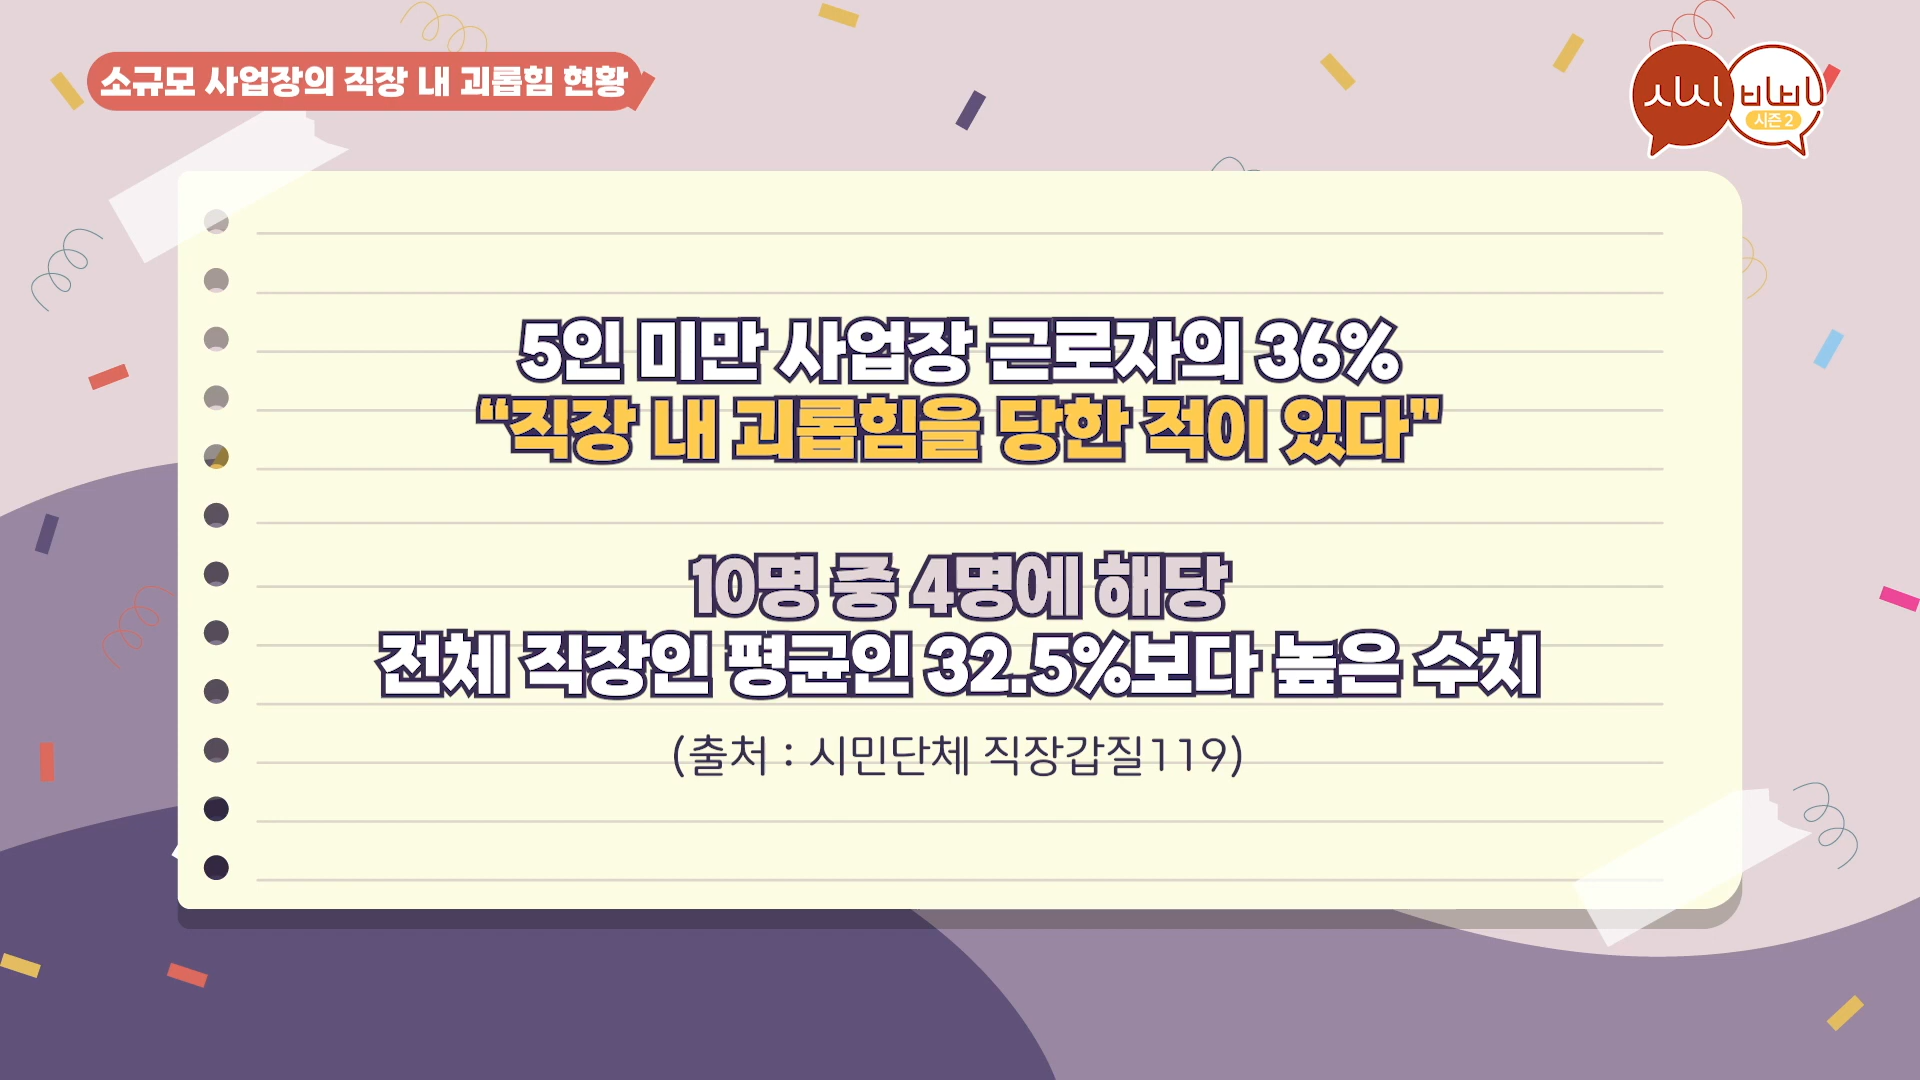 소규모 사업장의 직장 내 괴롭힘 현황
시시비비
시즌 2
5인 미만 사업장 근로자의 36%
“직장 내 괴롭힘을 당한 적이 있다”
10명 중 4명에 해당
전체 직장인 평균인 32.5%보다 높은 수치
(출처 : 시민단체 직장갑질119)